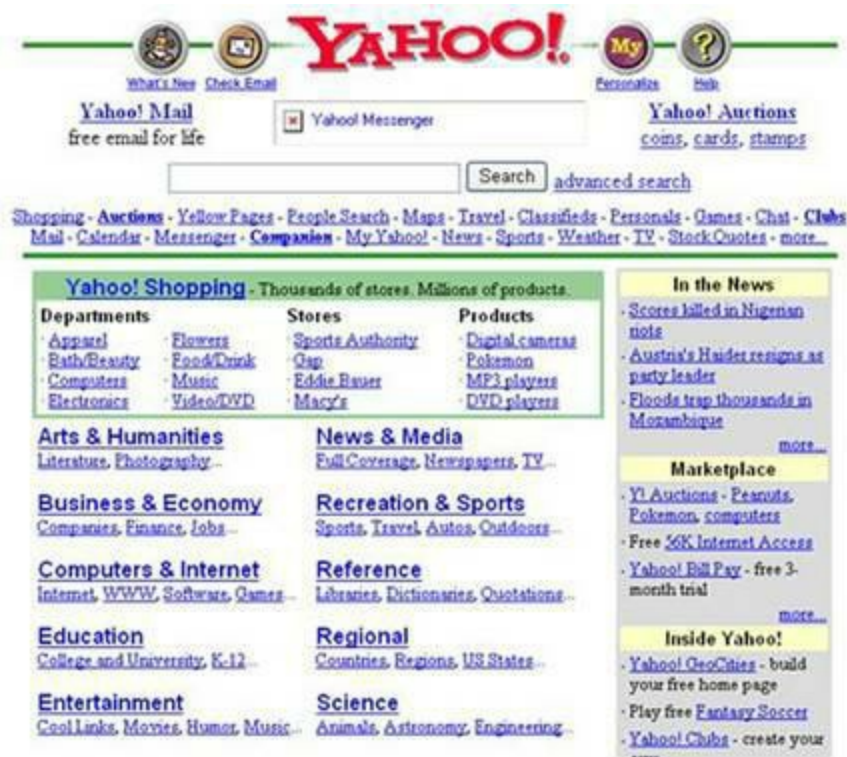 YAHOO!
What's New Check Email
My
Personalize Help
Yahoo! Mail
free email for life
Yahoo! Messenger
Yahoo! Auctions
coins, cards, stamps
Search advanced search
Shopping - Auctions - Yellow Pages - People Search - Maps - Travel - Classifieds - Personals - Games - Chat - Clubs
Mail - Calendar - Messenger - Companion - My Yahoo! - News - Sports - Weather - TV - Stock Quotes - more...
Yahoo! Shopping - Thousands of stores. Millions of products.
Departments Stores Products
· Apparel · Flowers · Sports Authority · Digital cameras
· Bath/Beauty · Food/Drink · Gap · Pokemon
· Computers · Music · Eddie Bauer · MP3 players
· Electronics · Video/DVD · Macy's · DVD players
Arts & Humanities
Literature, Photography...
News & Media
Full Coverage, Newspapers, TV...
Business & Economy
Companies, Finance, Jobs...
Recreation & Sports
Sports, Travel, Autos, Outdoors...
Computers & Internet
Internet, WWW, Software, Games...
Reference
Libraries, Dictionaries, Quotations...
Education
College and University, K-12...
Regional
Countries, Regions, US States...
Entertainment
Cool Links, Movies, Humor, Music...
Science
Animals, Astronomy, Engineering...
In the News
· Scores killed in Nigerian
riots
· Austria's Haider resigns as
party leader
· Floods trap thousands in
Mozambique
more...
Marketplace
· Y! Auctions - Peanuts,
Pokemon, computers
· Free 56K Internet Access
· Yahoo! Bill Pay - free 3-
month trial
more...
Inside Yahoo!
· Yahoo! GeoCities - build
your free home page
· Play free Fantasy Soccer
· Yahoo! Clubs - create your